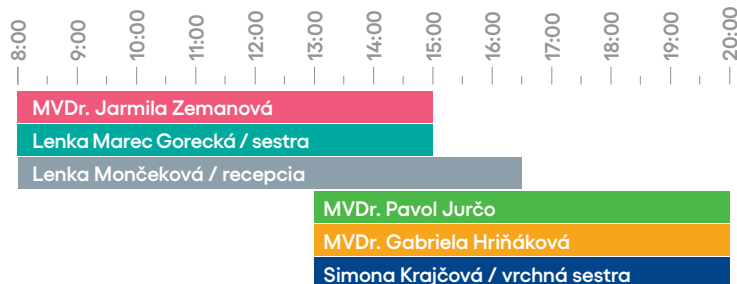 8:00 9:00 10:00 11:00 12:00 13:00 14:00 15:00 16:00 17:00 18:00 19:00 20:00
MVDr. Jarmila Zemanová
Lenka Marec Gorecká / sestra
Lenka Mončeková / recepcia
MVDr. Pavol Jurčo
MVDr. Gabriela Hriňáková
Simona Krajčová / vrchná sestra